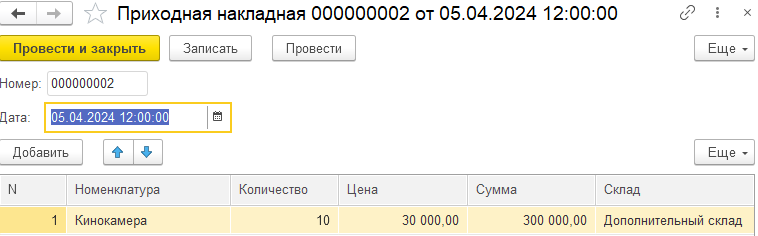 Приходная накладная 000000002 от 05.04.2024 12:00:00
Провести и закрыть Записать Провести Еще
Номер: 000000002
Дата: 05.04.2024 12:00:00
Добавить Еще
N Номенклатура Количество Цена Сумма Склад
1 Кинокамера 10 30 000,00 300 000,00 Дополнительный склад